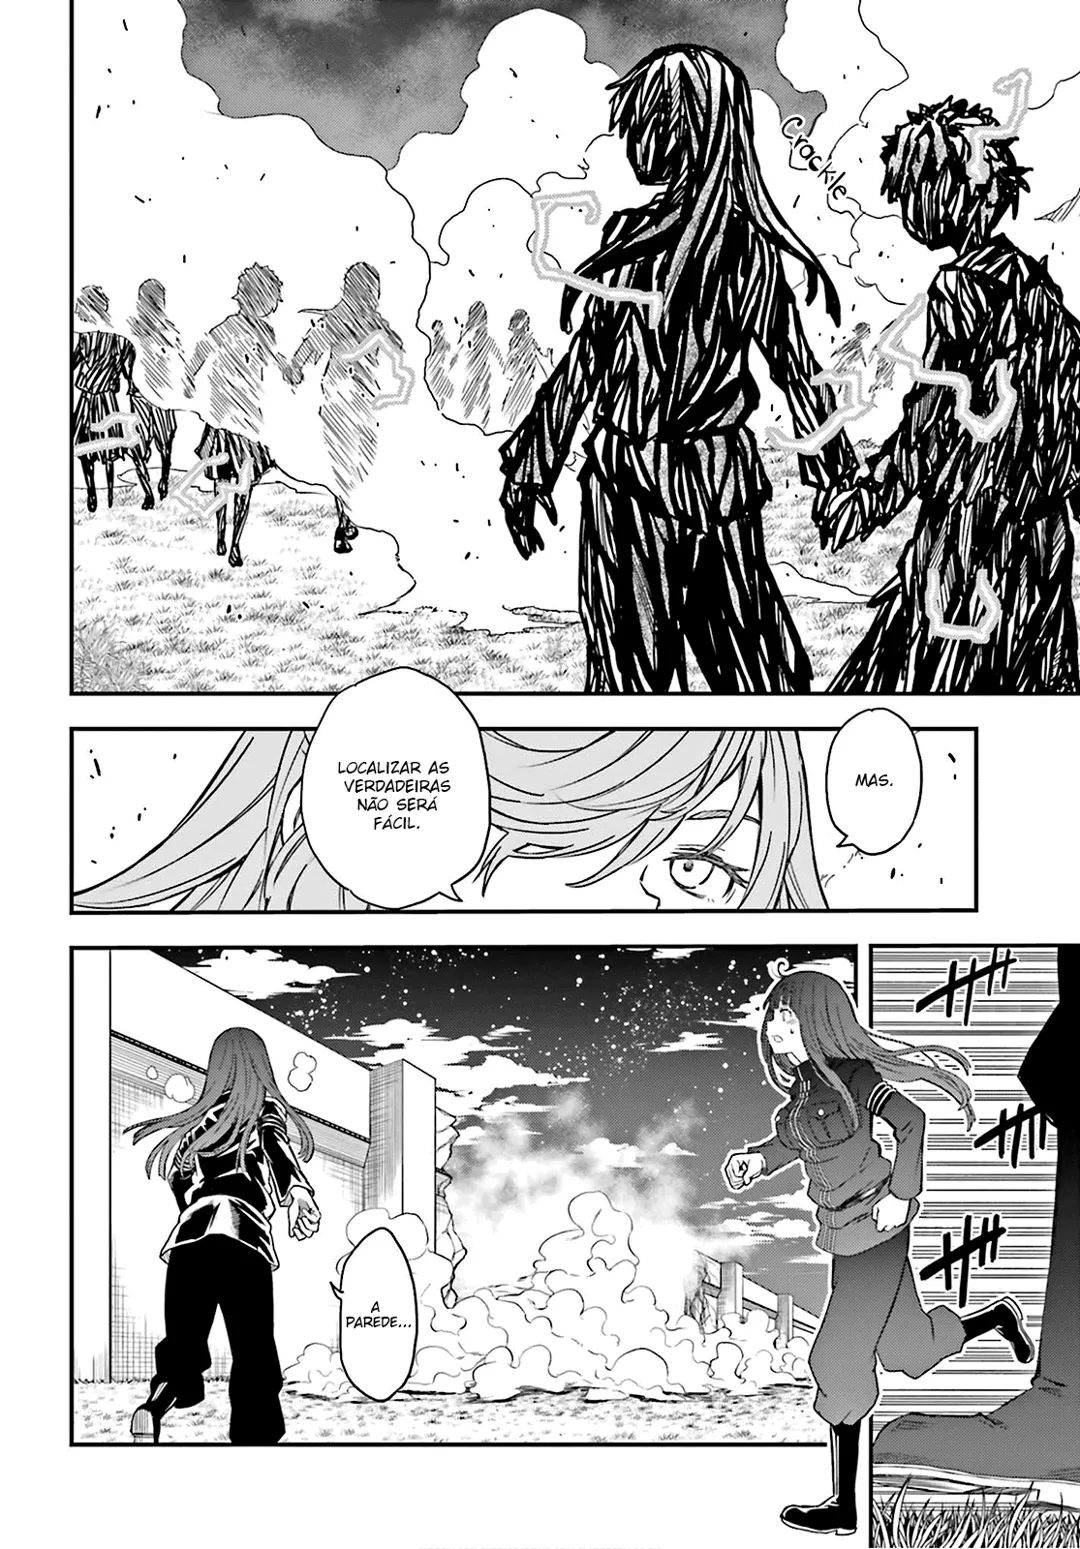 Crackle
MAS.
LOCALIZAR AS
VERDADEIRAS
NÃO SERÁ
FÁCIL.
A
PAREDE...